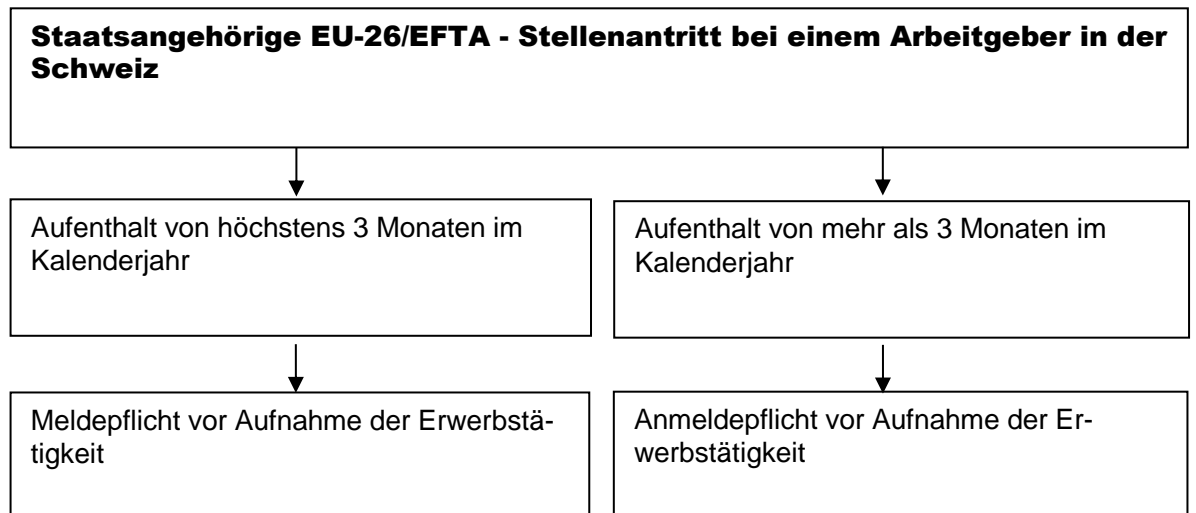 Staatsangehörige EU-26/EFTA - Stellenantritt bei einem Arbeitgeber in der
Schweiz
Aufenthalt von höchstens 3 Monaten im
Kalenderjahr
Aufenthalt von mehr als 3 Monaten im
Kalenderjahr
Meldepflicht vor Aufnahme der Erwerbstä-
tigkeit
Anmeldepflicht vor Aufnahme der Er-
werbstätigkeit